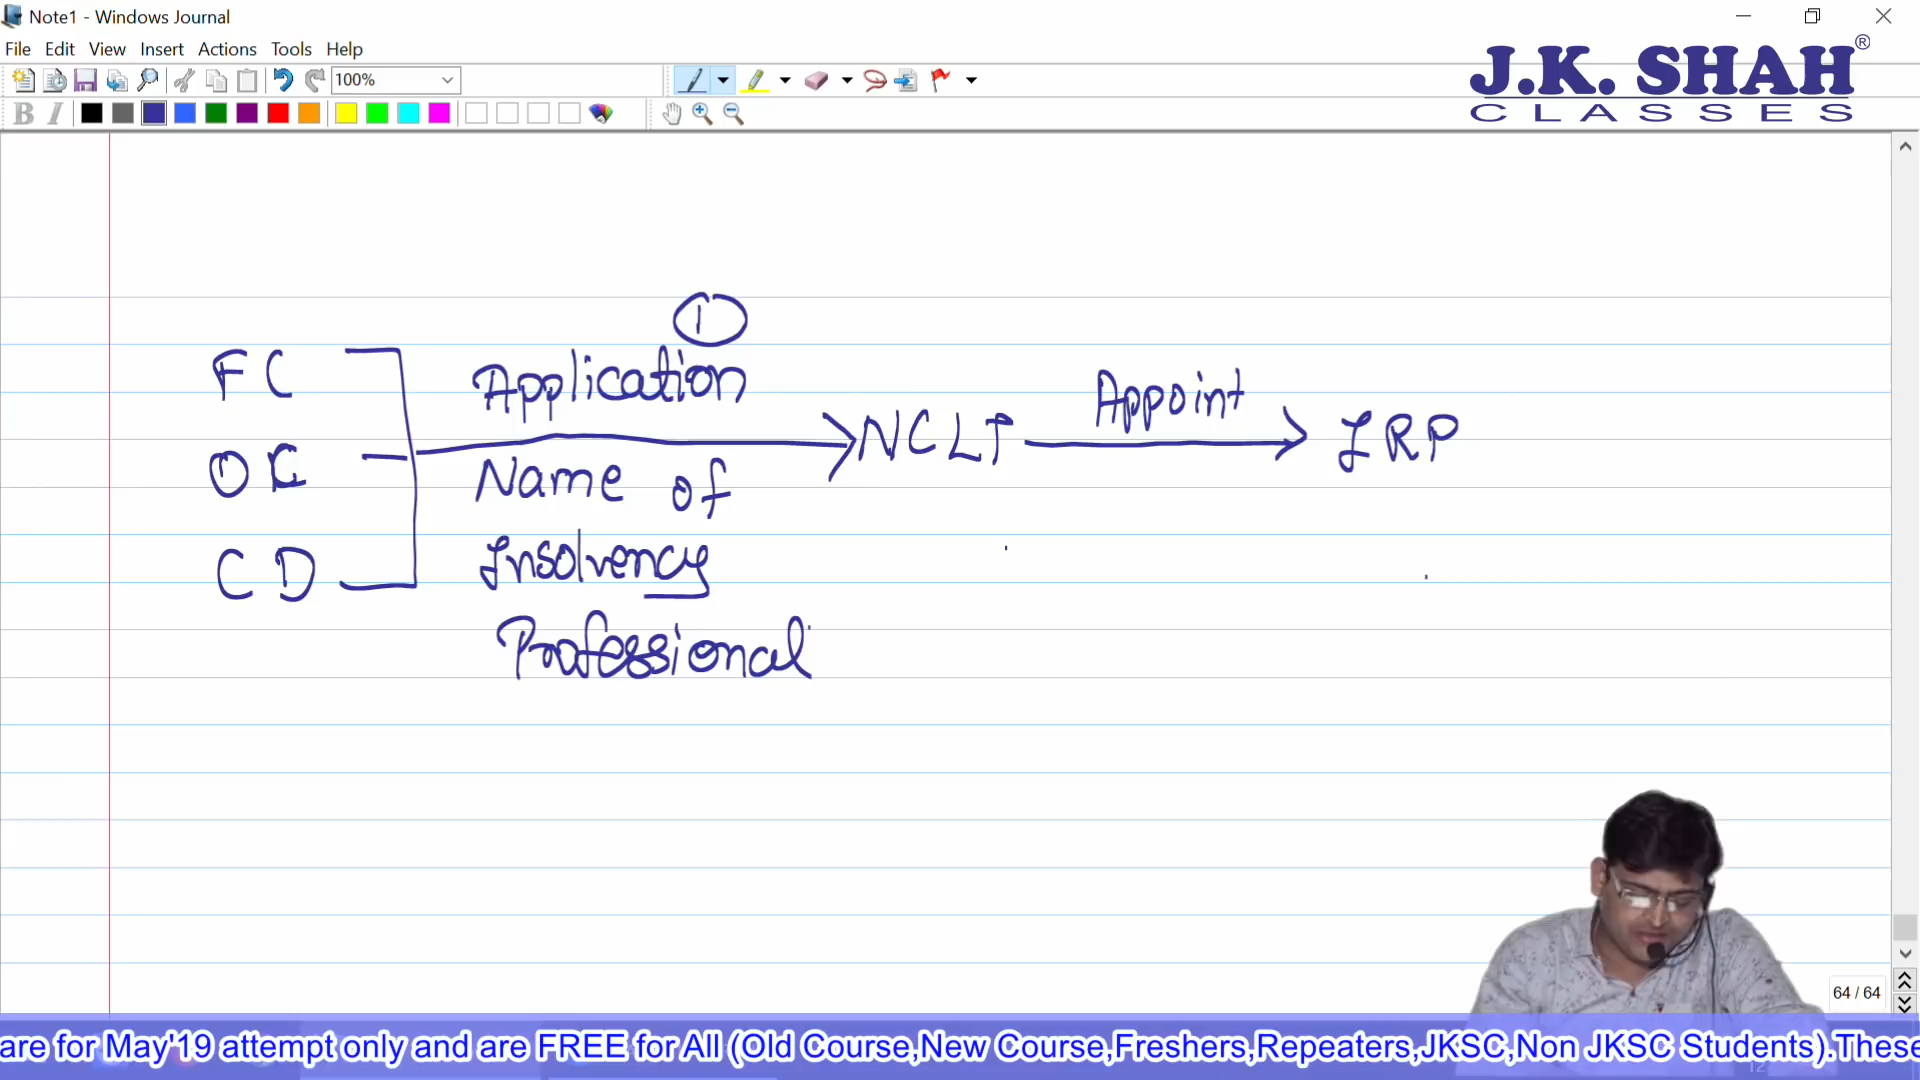 Note1 - Windows Journal
File Edit View Insert Actions Tools Help
100%
B I
J.K. SHAH®
CLASSES
1
FC
Application
NCLT
Appoint
IRP
OC
Name of
Insolvency
CD
Professional
64 / 64
are for May'19 attempt only and are FREE for All (Old Course,New Course,Freshers,Repeaters,JKSC,Non JKSC Students).These